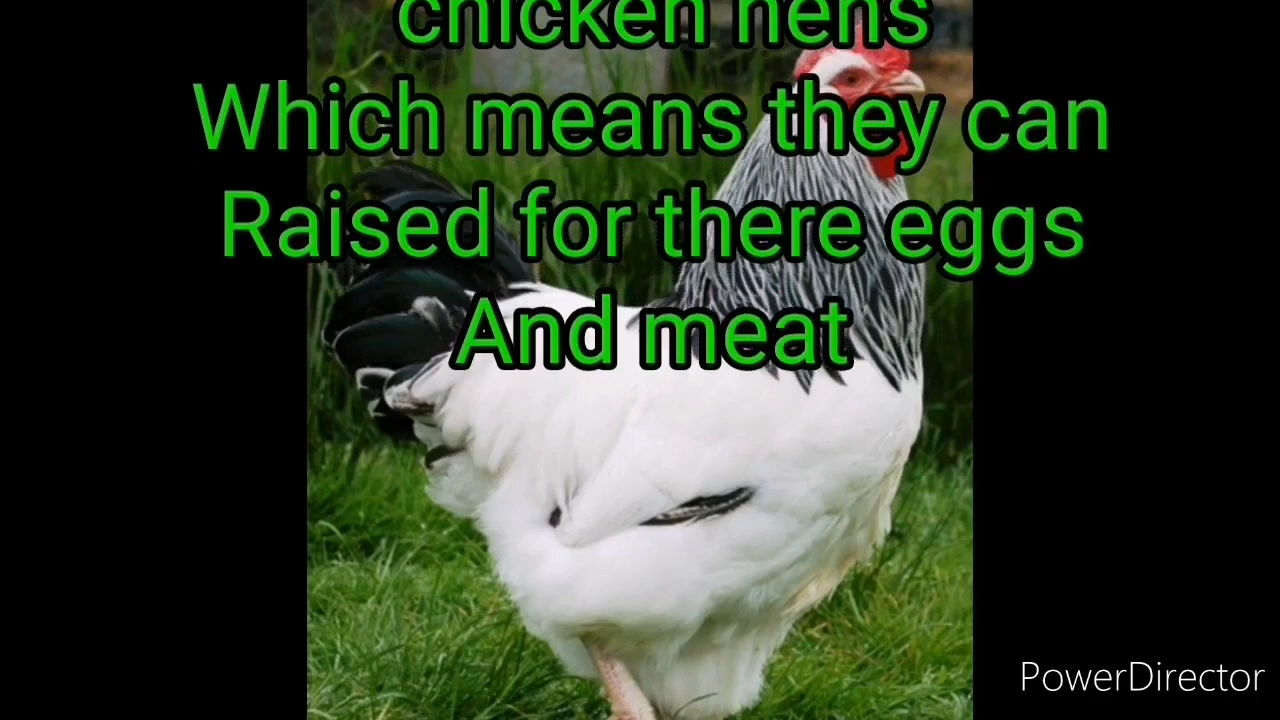 chicken hens
Which means they can
Raised for there eggs
And meat
PowerDirector